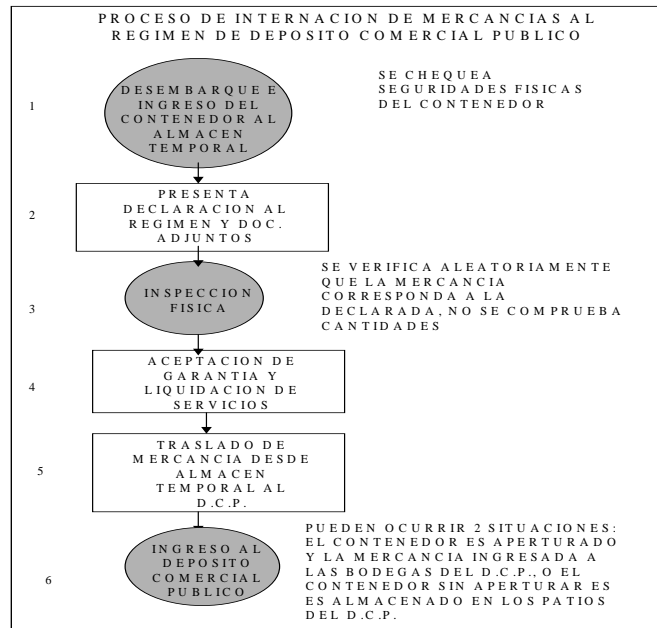 PROCESO DE INTERNACION DE MERCANCIAS AL
REGIMEN DE DEPOSITO COMERCIAL PUBLICO
1
DESEMBARQUE E
INGRESO DEL
CONTENEDOR AL
ALMACEN
TEMPORAL
SE CHEQUEA
SEGURIDADES FISICAS
DEL CONTENEDOR
2
PRESENTA
DECLARACION AL
REGIMEN Y DOC.
ADJUNTOS
3
INSPECCION
FISICA
SE VERIFICA ALEATORIAMENTE
QUE LA MERCANCIA
CORRESPONDA A LA
DECLARADA, NO SE COMPRUEBA
CANTIDADES
4
ACEPTACION DE
GARANTIA Y
LIQUIDACION DE
SERVICIOS
5
TRASLADO DE
MERCANCIA DESDE
ALMACEN
TEMPORAL AL
D.C.P.
6
INGRESO AL
DEPOSITO
COMERCIAL
PUBLICO
PUEDEN OCURRIR 2 SITUACIONES:
EL CONTENEDOR ES APERTURADO
Y LA MERCANCIA INGRESADA A
LAS BODEGAS DEL D.C.P., O EL
CONTENEDOR SIN APERTURAR ES
ES ALMACENADO EN LOS PATIOS
DEL D.C.P.